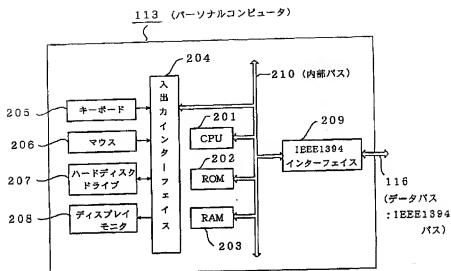 113 (パーソナルコンピュータ)
204
210 (内部バス)
205
キーボード
206
マウス
207
ハードディスク
ドライブ
208
ディスプレイ
モニタ
入出力インターフェイス
201
CPU
202
ROM
RAM
203
209
IEEE1394
インターフェイス
116
(データバス
:IEEE1394
バス)